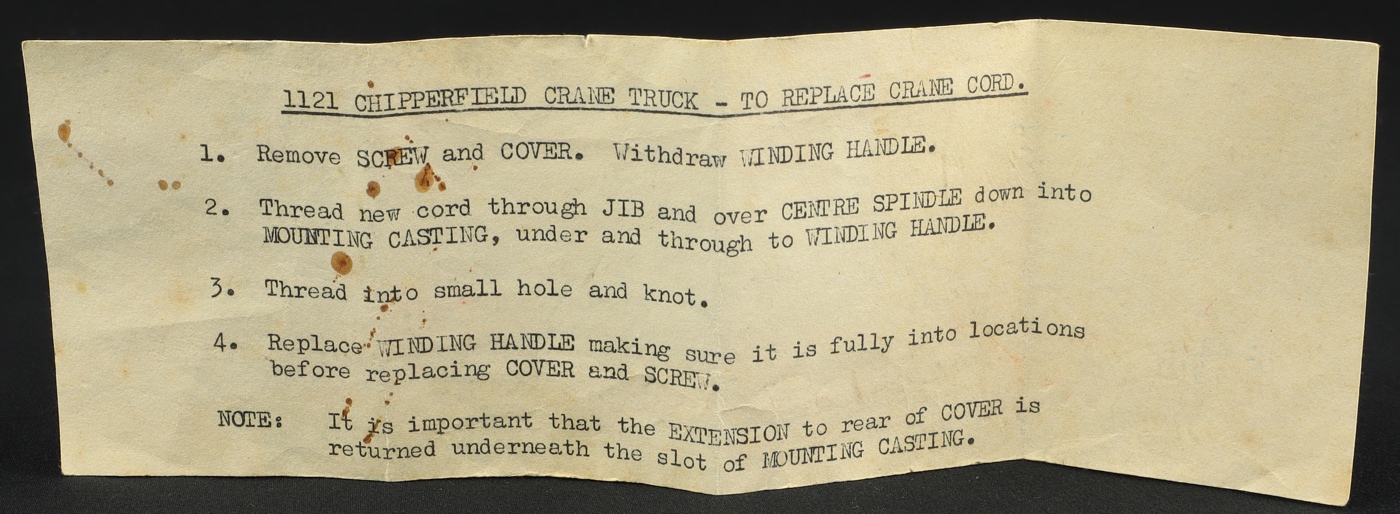 1121 CHIPPERFIELD CRANE TRUCK - TO REPLACE CRANE CORD.
1. Remove SCREW and COVER. Withdraw WINDING HANDLE.
2. Thread new cord through JIB and over CENTRE SPINDLE down into
MOUNTING CASTING, under and through to WINDING HANDLE.
3. Thread into small hole and knot.
4. Replace WINDING HANDLE making sure it is fully into locations
before replacing COVER and SCREW.
NOTE: It is important that the EXTENSION to rear of COVER is
returned underneath the slot of MOUNTING CASTING.